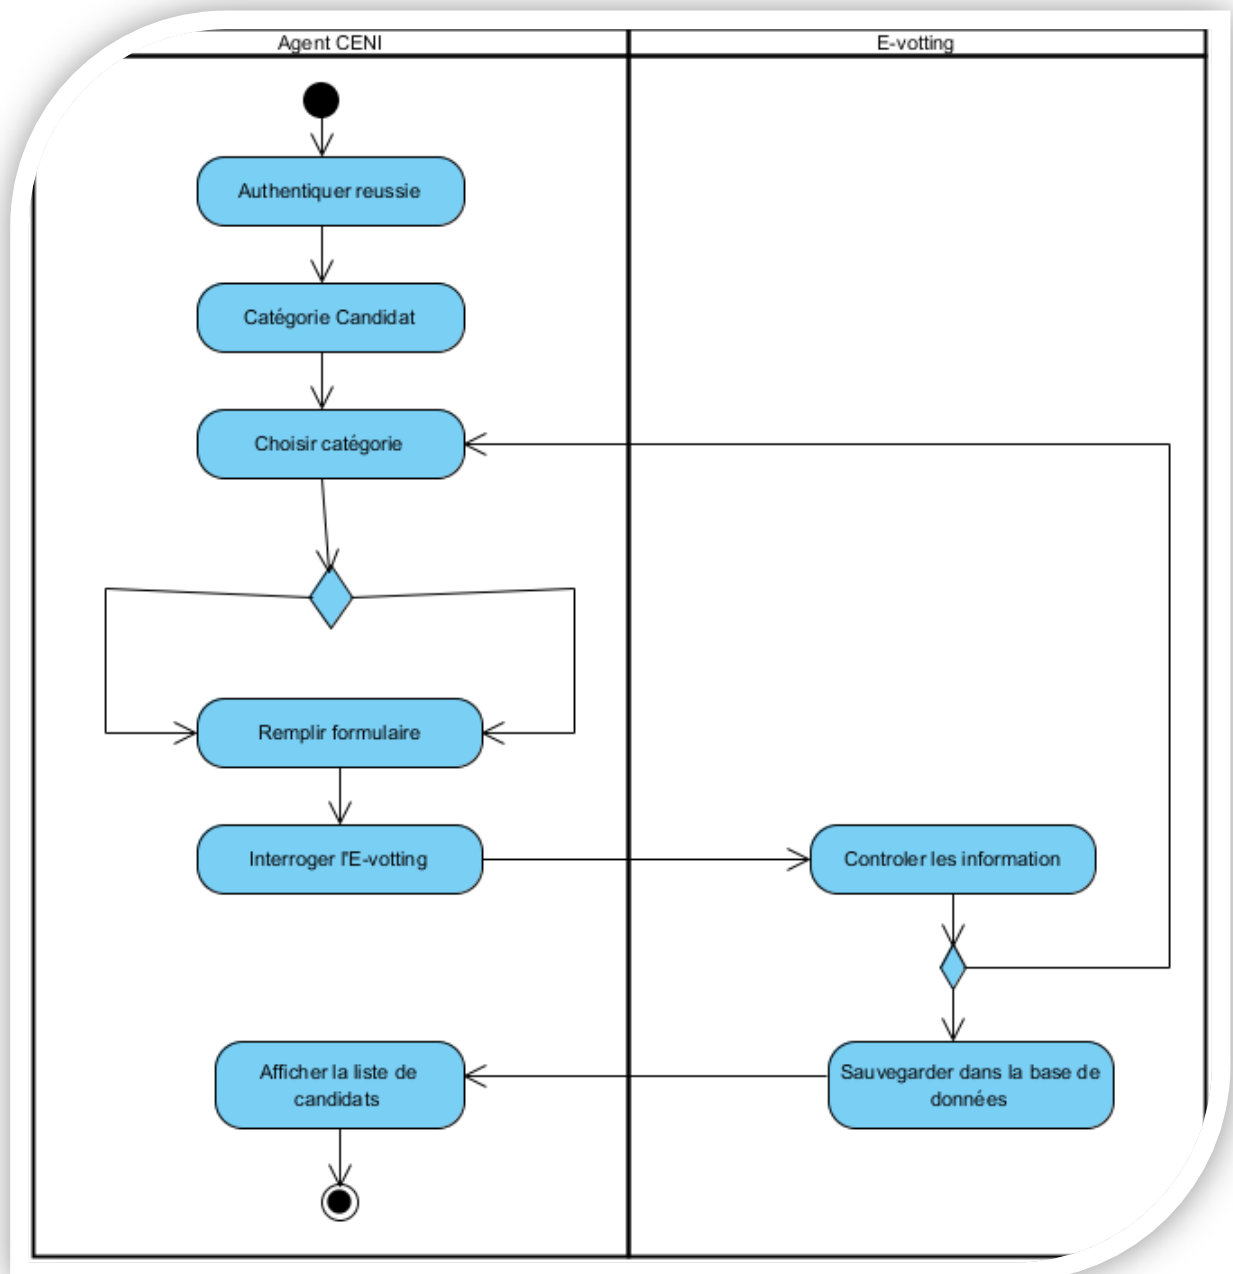 Agent CENI
E-votting
Authentiquer reussie
Catégorie Candidat
Choisir catégorie
Remplir formulaire
Interroger l'E-votting
Controler les information
Afficher la liste de
candidats
Sauvegarder dans la base de
données